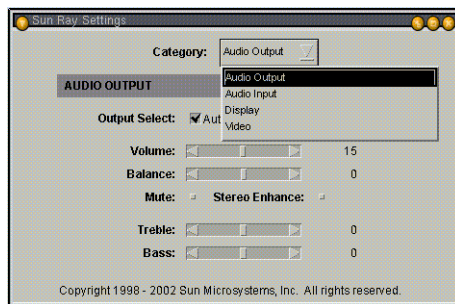 Sun Ray Settings
Category: Audio Output
Audio Output
AUDIO OUTPUT
Audio Input
Display
Output Select: Aut
Video
Volume: 15
Balance: 0
Mute: Stereo Enhance:
Treble: 0
Bass: 0
Copyright 1998 - 2002 Sun Microsystems, Inc. All rights reserved.